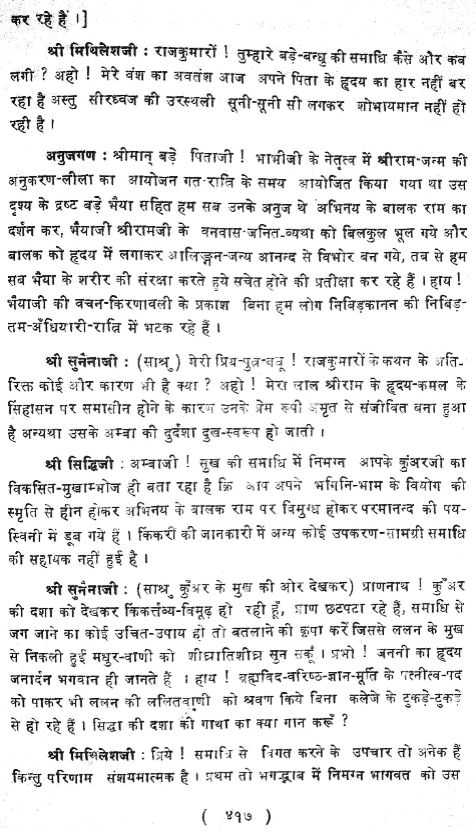 कर रहे हैं ।]
श्री मिथिलेशजी : राजकुमारों ! तुम्हारे बड़े-बन्धु की समाधि कैसे और कब
लगी ? अहो ! मेरे वंश का अवतंश आज अपने पिता के हृदय का हार नहीं बर
रहा है अस्तु सीरध्वज की उरस्थली सूनी-सूनी सी लगकर शोभायमान नहीं हो
रही है ।
अनुजगण : श्रीमान् बड़े पिताजी ! भाभीजी के नेतृत्व में श्रीराम-जन्म की
अनुकरण-लीला का आयोजन गत-रात्रि के समय आयोजित किया गया था उस
दृश्य के द्रष्ट बड़े भैया सहित हम सब उनके अनुज थे अभिनय के बालक राम का
दर्शन कर, भैयाजी श्रीरामजी के वनवास-जनित-व्यथा को बिलकुल भूल गये और
बालक को हृदय में लगाकर आलिङ्गन-जन्य आनन्द से विभोर बन गये, तब से हम
सब भैया के शरीर की संरक्षा करते हुये सचेत होने की प्रतीक्षा कर रहे हैं । हाय !
भैयाजी की वचन-किरणावली के प्रकाश बिना हम लोग निबिड़कानन की निबिड़-
तम-अँधियारी-रात्रि में भटक रहे हैं ।
श्री सुनैनाजी : (साश्रु) मेरी प्रिय-पुत्र-वधू ! राजकुमारों के कथन के अति-
रिक्त कोई और कारण भी है क्या ? अहो ! मेरा लाल श्रीराम के हृदय-कमल के
सिंहासन पर समासीन होने के कारण उनके प्रेम रूपी अमृत से संजीवित बना हुआ
है अन्यथा उसके अम्बा की दुर्दशा दुख-स्वरूप हो जाती ।
श्री सिद्धिजी : अम्बाजी ! सुख की समाधि में निमग्न आपके कुँअरजी का
विकसित-मुखाम्भोज ही बता रहा है कि आप अपने भगिनि-भाम के वियोग की
स्मृति से हीन होकर अभिनय के बालक राम पर विमुग्ध होकर परमानन्द की पय-
स्विनी में डूब गये हैं । किंकरी की जानकारी में अन्य कोई उपकरण-सामग्री समाधि
की सहायक नहीं हुई है ।
श्री सुनैनाजी : (साश्रु कुँअर के मुख की ओर देखकर) प्राणनाथ ! कुँअर
की दशा को देखकर किंकर्त्तव्य-विमूढ़ हो रही हूँ, प्राण छटपटा रहे हैं, समाधि से
जग जाने का कोई उचित-उपाय हो तो बतलाने की कृपा करें जिससे ललन के मुख
से निकली हुई मधुर-वाणी को शीघ्रातिशीघ्र सुन सकूँ । प्रभो ! जननी का हृदय
जनार्दन भगवान ही जानते हैं । हाय ! ब्रह्मविद-वरिष्ठ-ज्ञान-मूर्ति के पत्नीत्व-पद
को पाकर भी ललन की ललितवाणी को श्रवण किये बिना कलेजे के टुकड़े-टुकड़े
से हो रहे हैं । सिद्धा की दशा की गाथा का क्या गान करूँ ?
श्री मिथिलेशजी : प्रिये ! समाधि से विगत करने के उपचार तो अनेक हैं
किन्तु परिणाम संशयमात्मक है । प्रथम तो भगद्भाव में निमग्न भागवत को उस
( ४१७ )